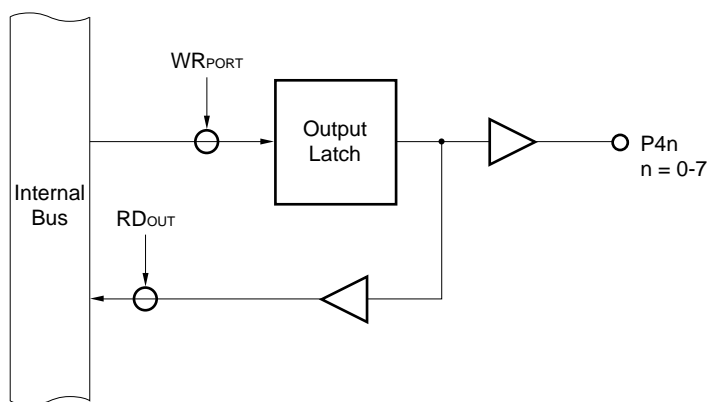 WRPORT
Output
Latch
P4n
n = 0-7
Internal
Bus
RDOUT